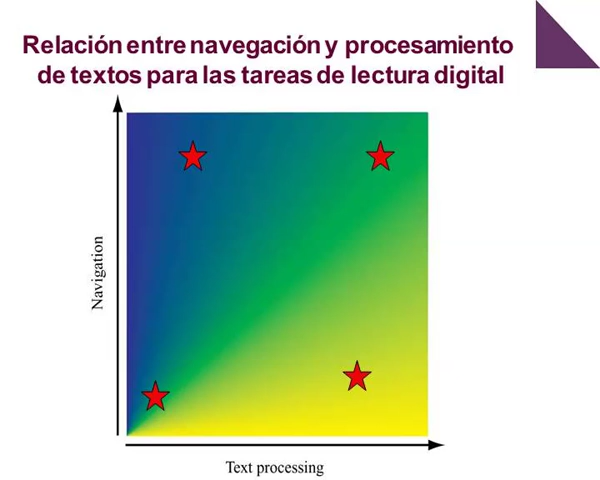 Relación entre navegación y procesamiento
de textos para las tareas de lectura digital
Navigation
Text processing